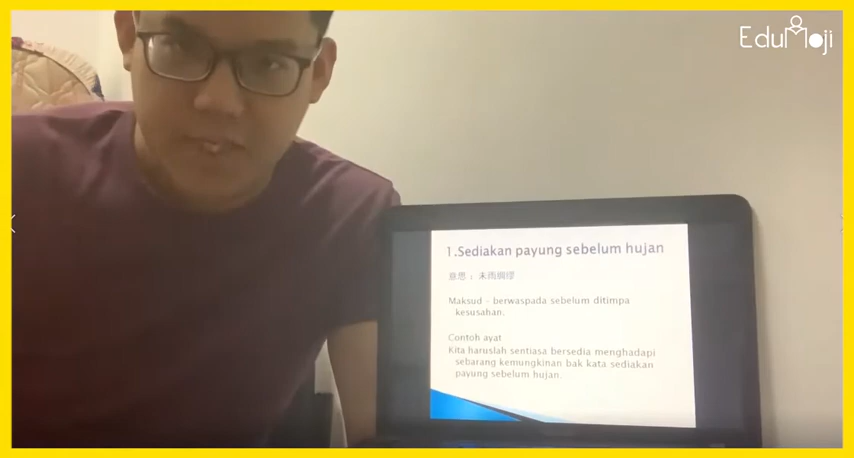 EduMoji
1.Sediakan payung sebelum hujan
意思 : 未雨绸缪
Maksud - berwaspada sebelum ditimpa
kesusahan.
Contoh ayat
Kita haruslah sentiasa bersedia menghadapi
sebarang kemungkinan bak kata sediakan
payung sebelum hujan.